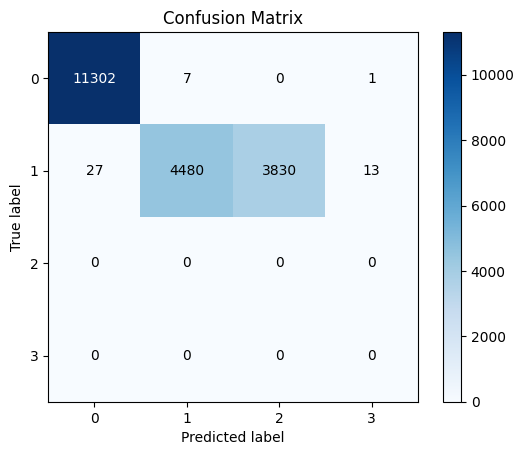 Confusion Matrix
0 11302 7 0 1
1 27 4480 3830 13
2 0 0 0 0
3 0 0 0 0
0 1 2 3
Predicted label
True label
10000
8000
6000
4000
2000
0